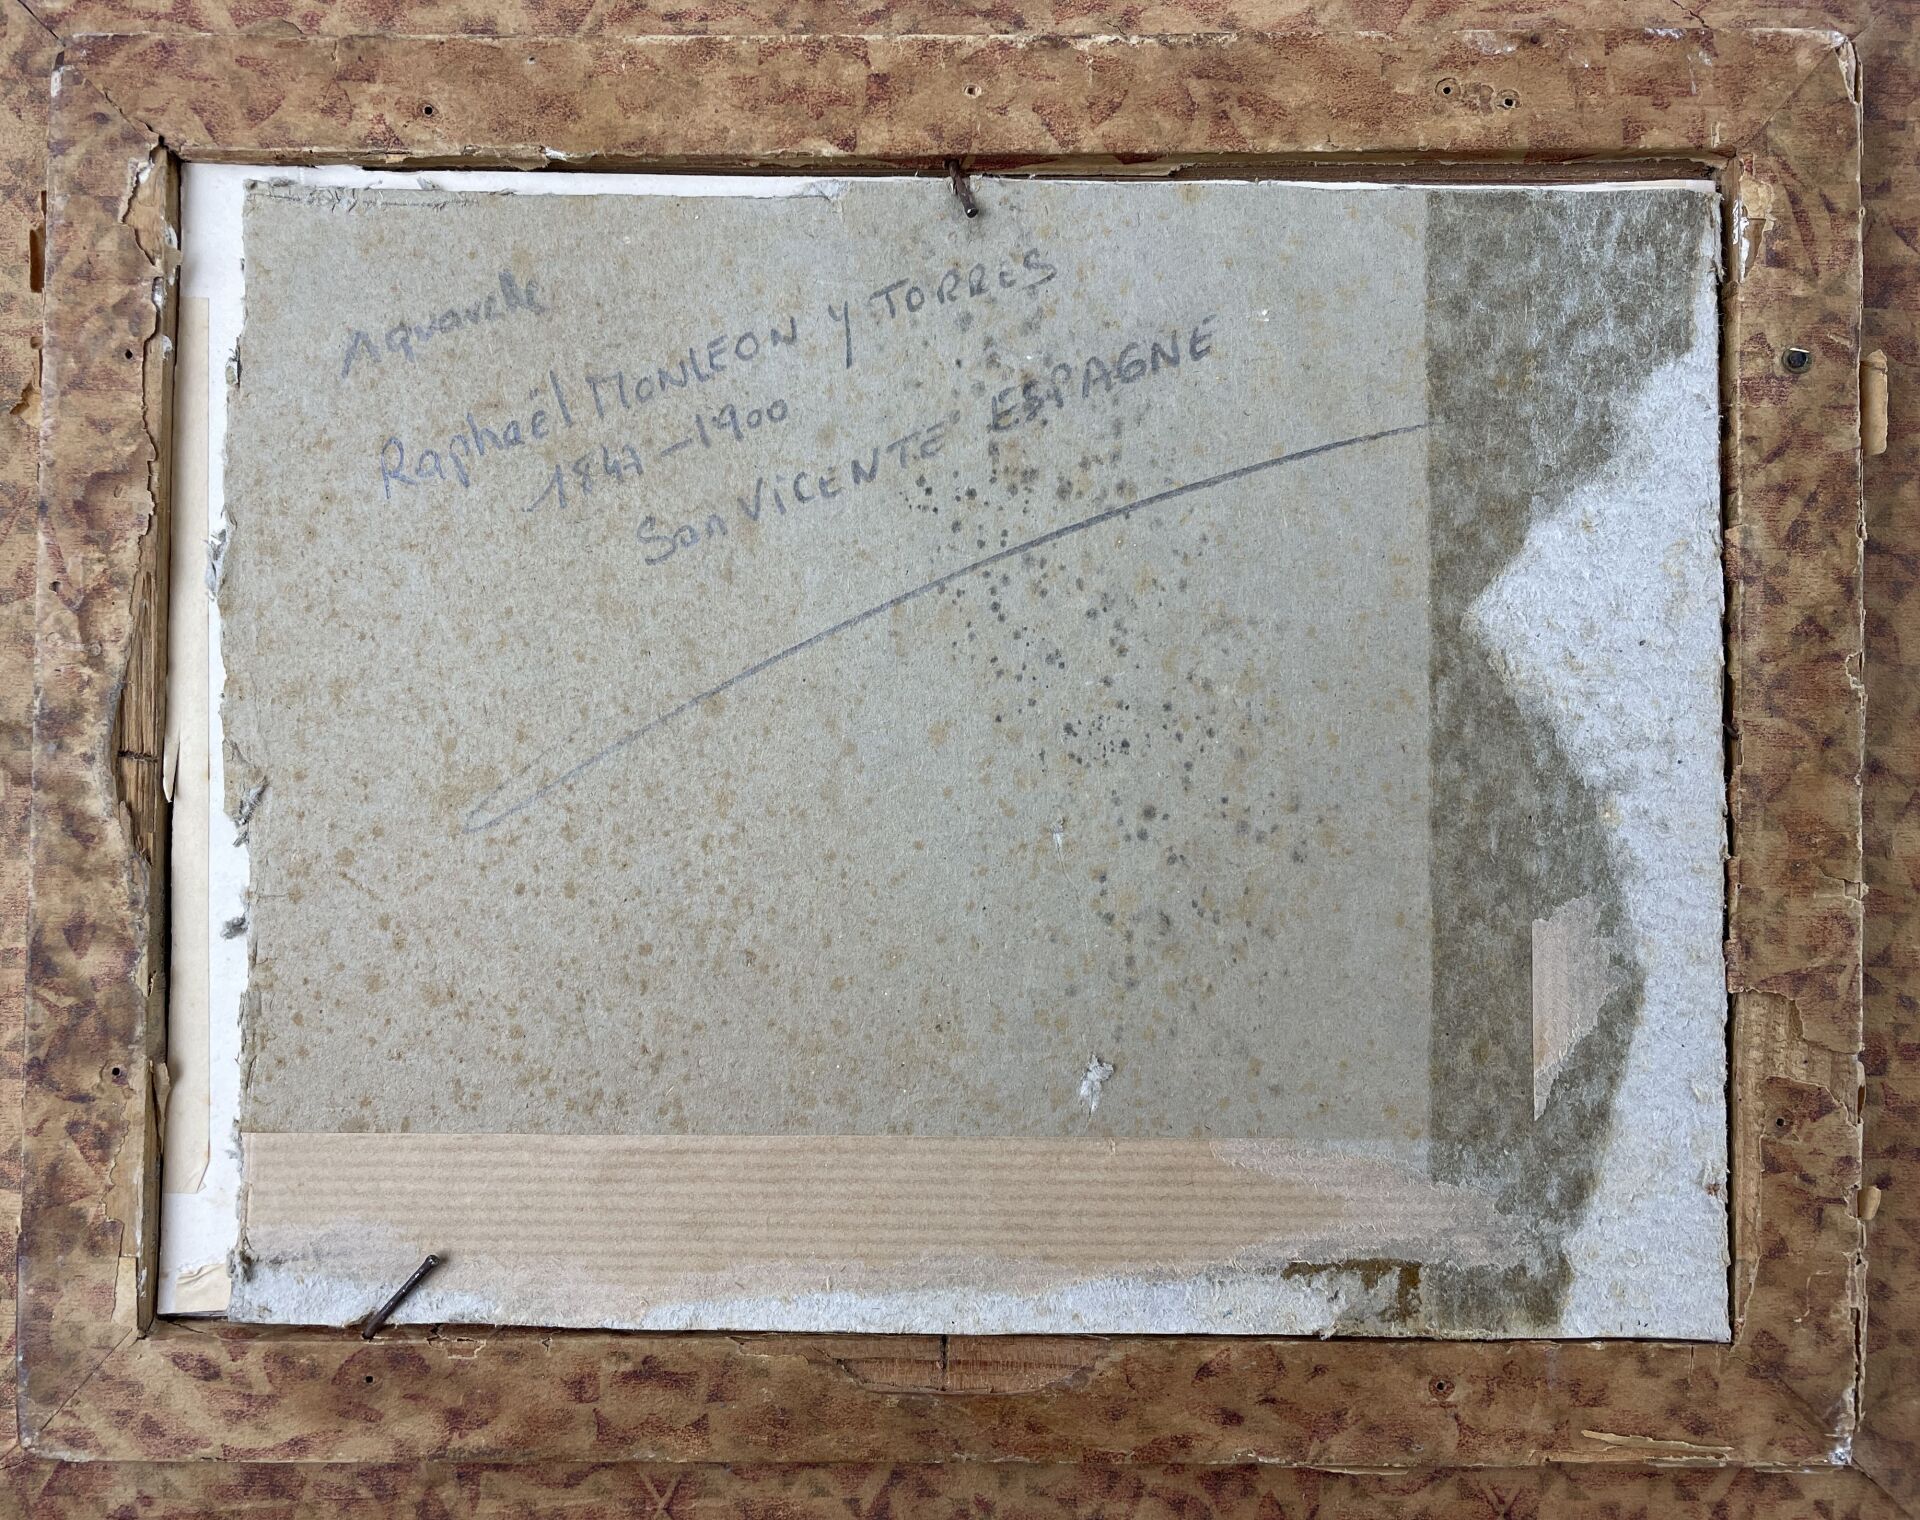 Aquarelle
Raphaël MONLEON y TORRES
1847-1900
San VICENTE ESPAGNE